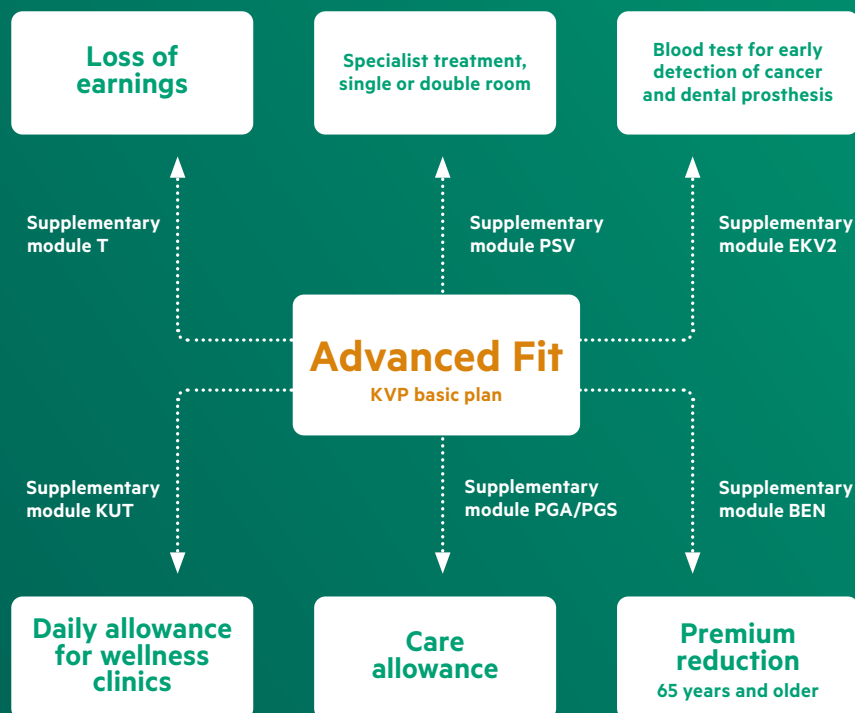 Loss of
earnings
Specialist treatment,
single or double room
Blood test for early
detection of cancer
and dental prosthesis
Supplementary
module T
Supplementary
module PSV
Supplementary
module EKV2
Advanced Fit
KVP basic plan
Supplementary
module KUT
Supplementary
module PGA/PGS
Supplementary
module BEN
Daily allowance
for wellness
clinics
Care
allowance
Premium
reduction
65 years and older